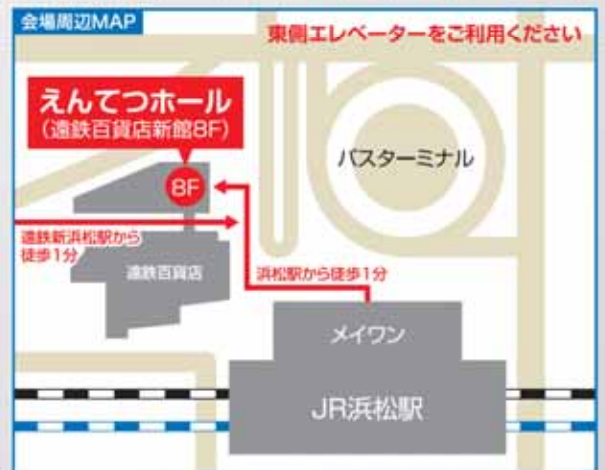 会場周辺MAP
東側エレベーターをご利用ください
えんてつホール
（遠鉄百貨店新館8F）
8F
バスターミナル
遠鉄新浜松駅から
徒歩1分
遠鉄百貨店
浜松駅から徒歩1分
メイワン
JR浜松駅